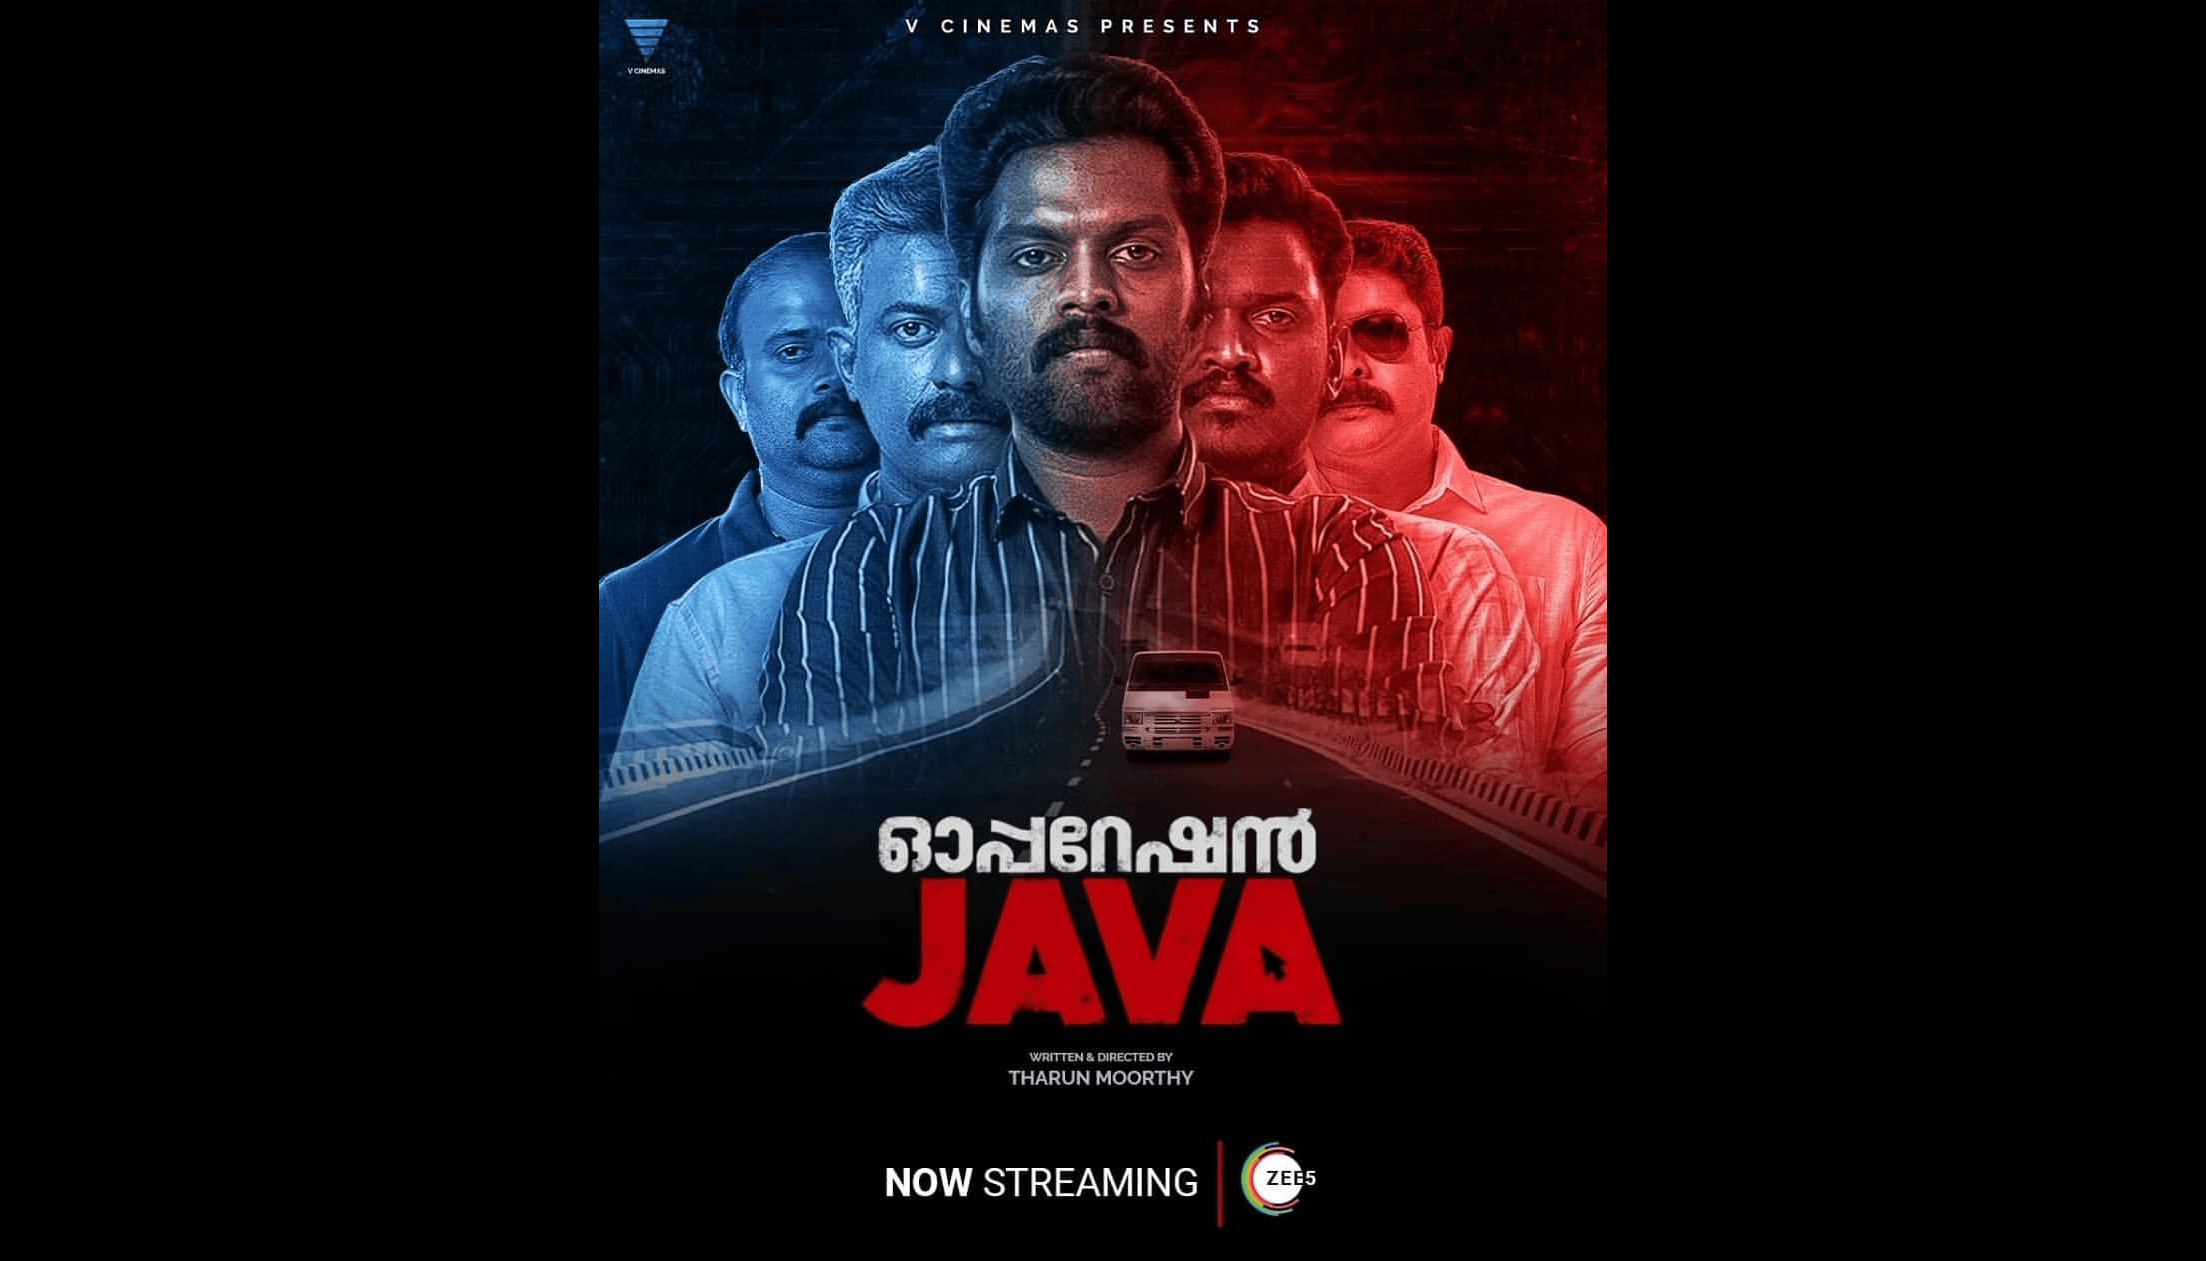 V CINEMAS PRESENTS
V CINEMAS
ഓപ്പറേഷൻ
JAVA
WRITTEN & DIRECTED BY
THARUN MOORTHY
NOW STREAMING
ZEE5